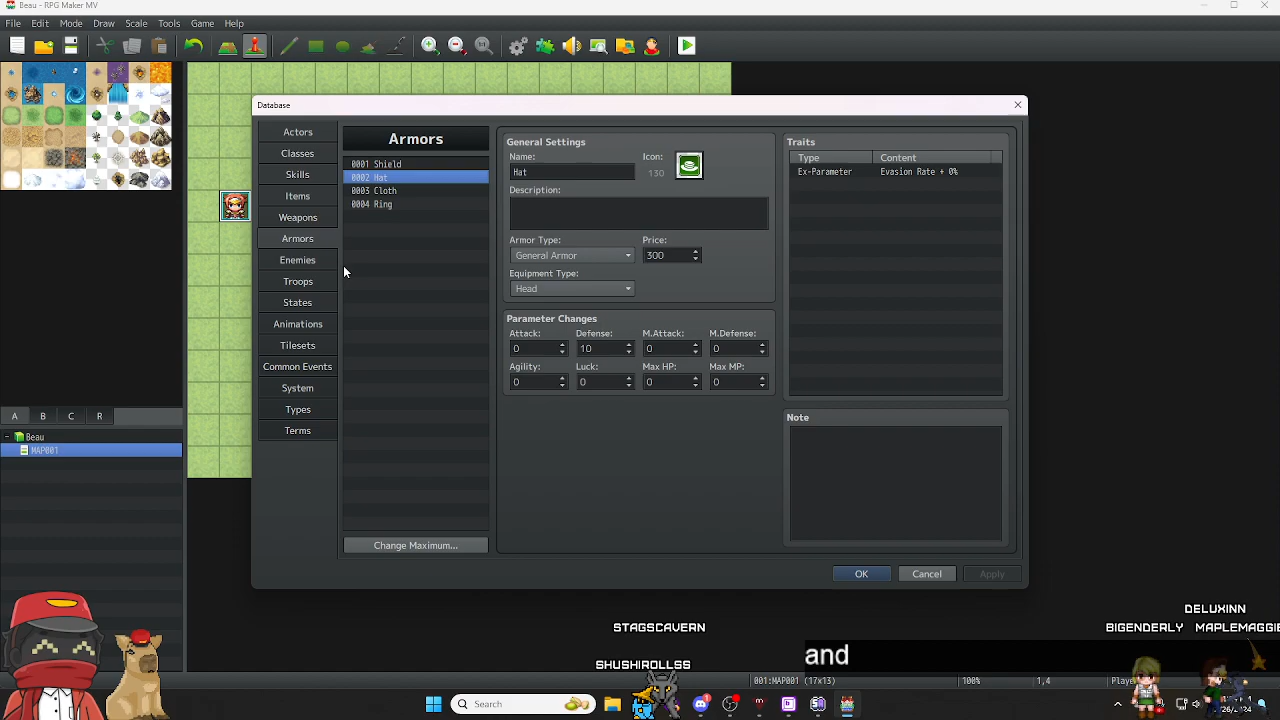 Beau - RPG Maker MV
File Edit Mode Draw Scale Tools Game Help
Database
Actors
Classes
Skills
Items
Weapons
Armors
Enemies
Troops
States
Animations
Tilesets
Common Events
System
Types
Terms
Armors
0001 Shield
0002 Hat
0003 Cloth
0004 Ring
Change Maximum...
General Settings
Name: Icon:
Hat 130
Description:
Armor Type: Price:
General Armor 300
Equipment Type:
Head
Parameter Changes
Attack: Defense: M.Attack: M.Defense:
0 10 0 0
Agility: Luck: Max HP: Max MP:
0 0 0 0
Traits
Type Content
Ex-Parameter Evasion Rate + 0%
Note
OK Cancel Apply
A B C R
Beau
MAP001
DELUXINN
STAGSCAVERN BIGENDERLY MAPLEMAGGIE
and
SHUSHIROLLSS
001:MAP001 (17x13) 100% 1,4
Search